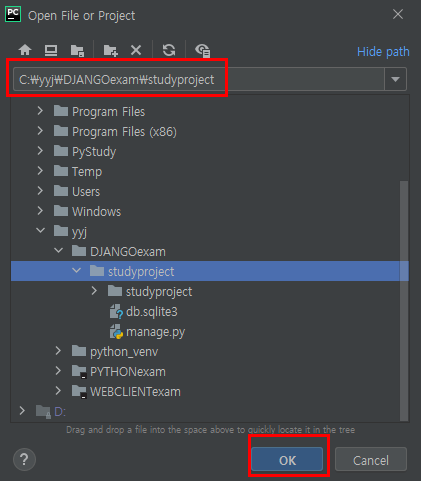 PC Open File or Project
Hide path
C:₩yyj₩DJANGOexam₩studyproject
Program Files
Program Files (x86)
PyStudy
Temp
Users
Windows
yyj
DJANGOexam
studyproject
studyproject
db.sqlite3
manage.py
python_venv
PYTHONexam
WEBCLIENTexam
D:
Drag and drop a file into the space above to quickly locate it in the tree
? OK Cancel